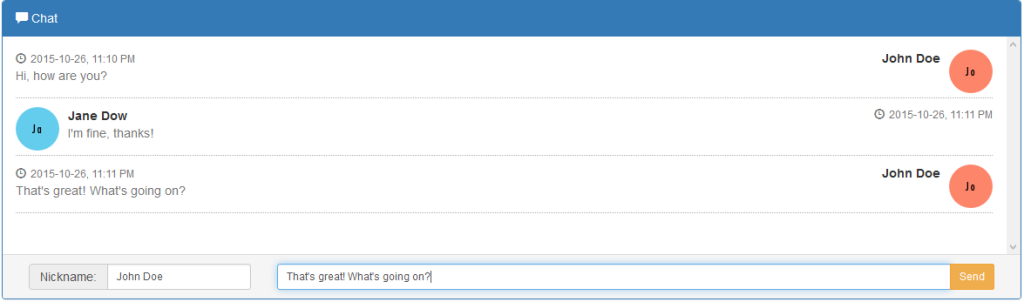 Chat
2015-10-26, 11:10 PM John Doe
Hi, how are you?
Jo
Jane Dow 2015-10-26, 11:11 PM
Ja
I'm fine, thanks!
2015-10-26, 11:11 PM John Doe
That's great! What's going on?
Jo
Nickname: John Doe That's great! What's going on? Send